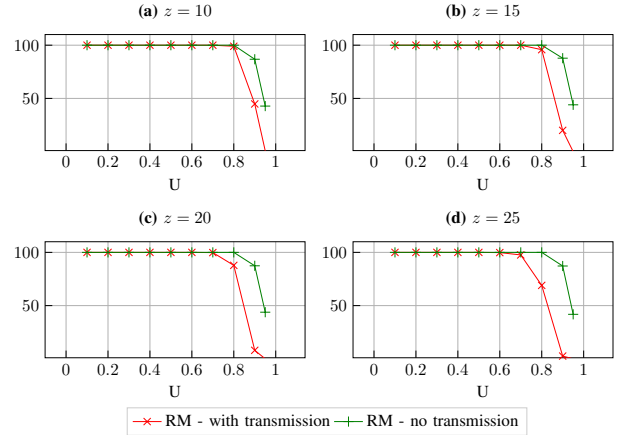 (a) z = 10
(b) z = 15
100
50
0 0.2 0.4 0.6 0.8 1
U
100
50
0 0.2 0.4 0.6 0.8 1
U
(c) z = 20
(d) z = 25
100
50
0 0.2 0.4 0.6 0.8 1
U
100
50
0 0.2 0.4 0.6 0.8 1
U
RM - with transmission RM - no transmission